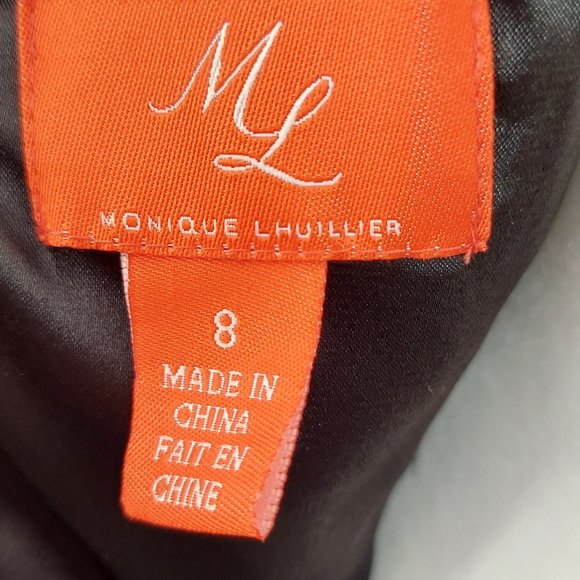 ML
MONIQUE LHUILLIER
8
MADE IN
CHINA
FAIT EN
CHINE